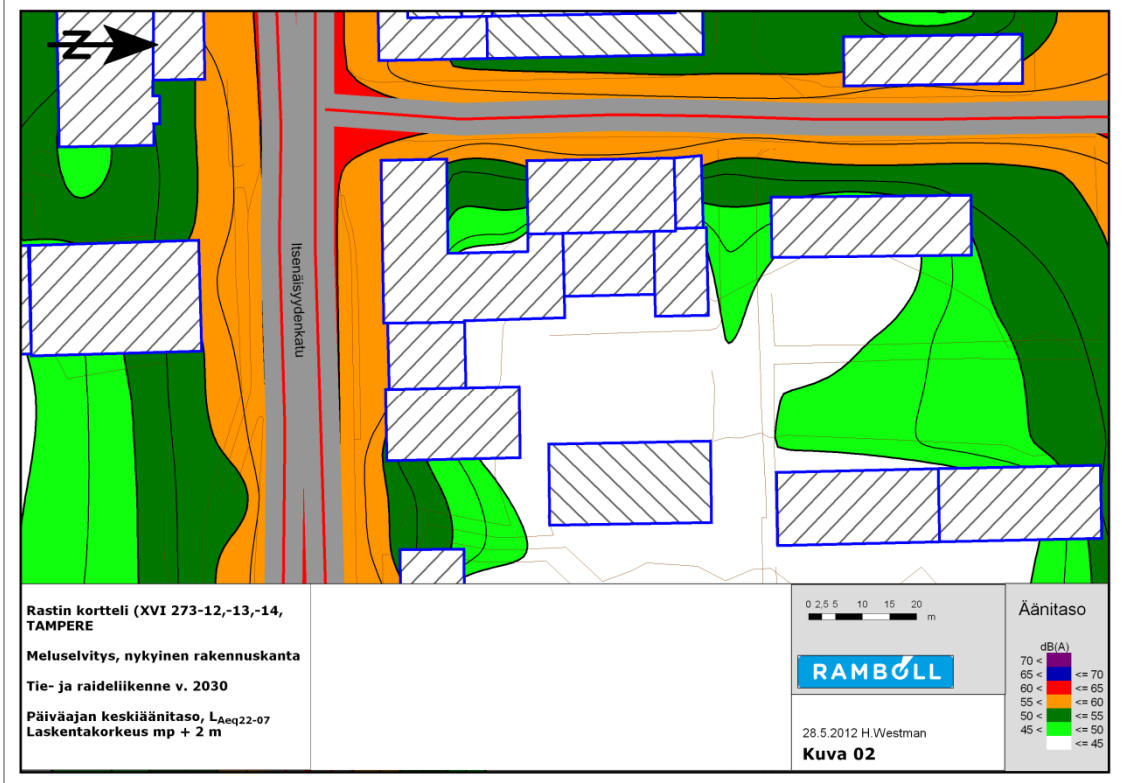 Z
Itsenäisyydenkatu
Rastin kortteli (XVI 273-12,-13,-14,
TAMPERE
Meluselvitys, nykyinen rakennuskanta
Tie- ja raideliikenne v. 2030
Päiväajan keskiäänitaso, LAeq22-07
Laskentakorkeus mp + 2 m
0 2,5 5 10 15 20
m
RAMBOLL
28.5.2012 H.Westman
Kuva 02
Äänitaso
dB(A)
70 <
65 < <= 70
60 < <= 65
55 < <= 60
50 < <= 55
45 < <= 50
<= 45